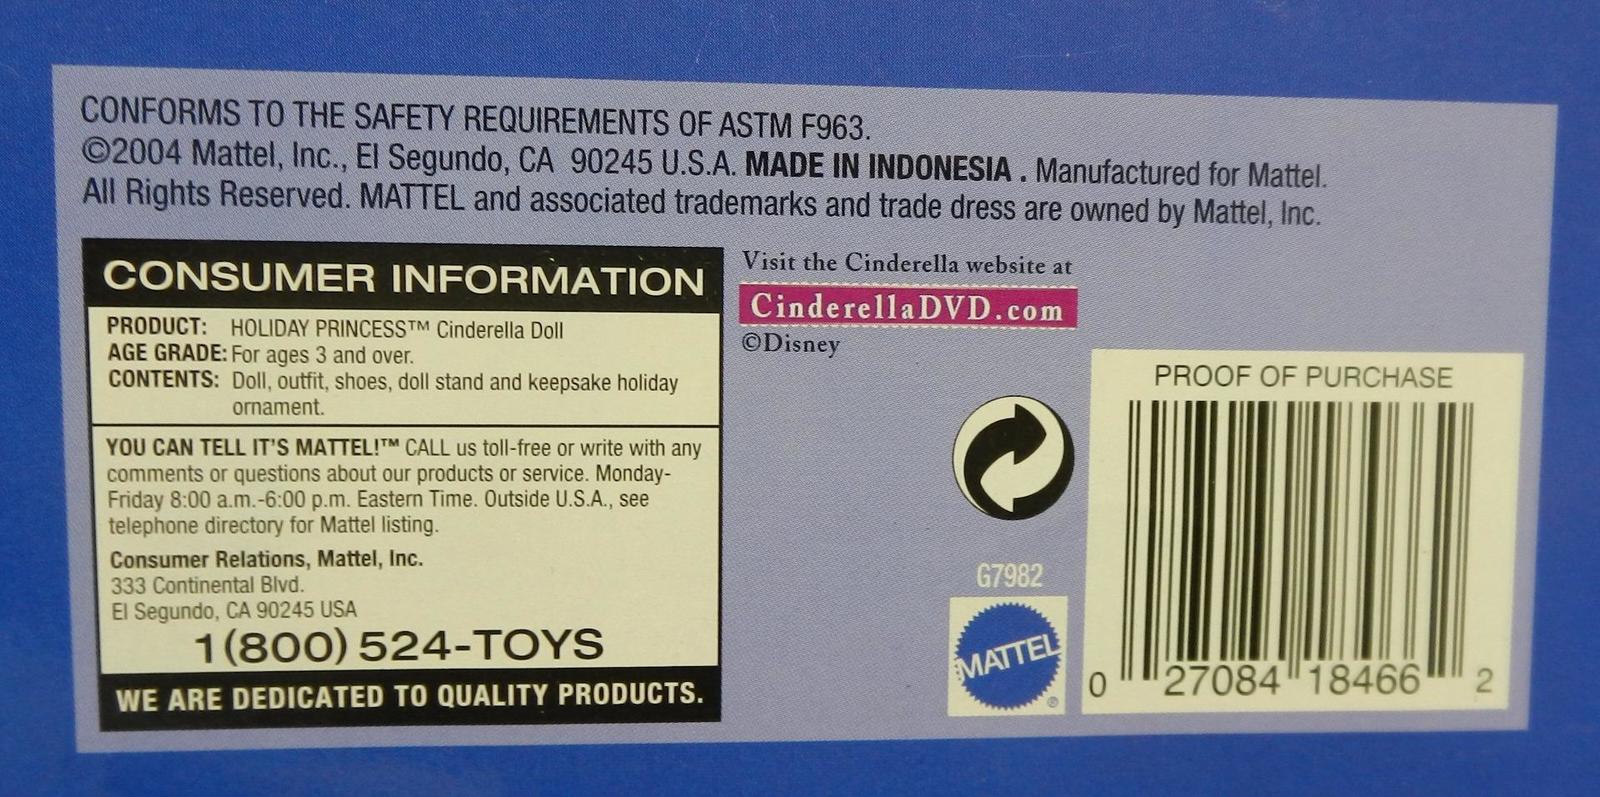 CONFORMS TO THE SAFETY REQUIREMENTS OF ASTM F963.
©2004 Mattel, Inc., El Segundo, CA 90245 U.S.A. MADE IN INDONESIA . Manufactured for Mattel.
All Rights Reserved. MATTEL and associated trademarks and trade dress are owned by Mattel, Inc.
CONSUMER INFORMATION
PRODUCT: HOLIDAY PRINCESS™ Cinderella Doll
AGE GRADE: For ages 3 and over.
CONTENTS: Doll, outfit, shoes, doll stand and keepsake holiday
ornament.
YOU CAN TELL IT'S MATTEL!™ CALL us toll-free or write with any
comments or questions about our products or service. Monday-
Friday 8:00 a.m.-6:00 p.m. Eastern Time. Outside U.S.A., see
telephone directory for Mattel listing.
Consumer Relations, Mattel, Inc.
333 Continental Blvd.
El Segundo, CA 90245 USA
1(800) 524-TOYS
WE ARE DEDICATED TO QUALITY PRODUCTS.
Visit the Cinderella website at
CinderellaDVD.com
©Disney
G7982
MATTEL
®
PROOF OF PURCHASE
0 27084 18466 2